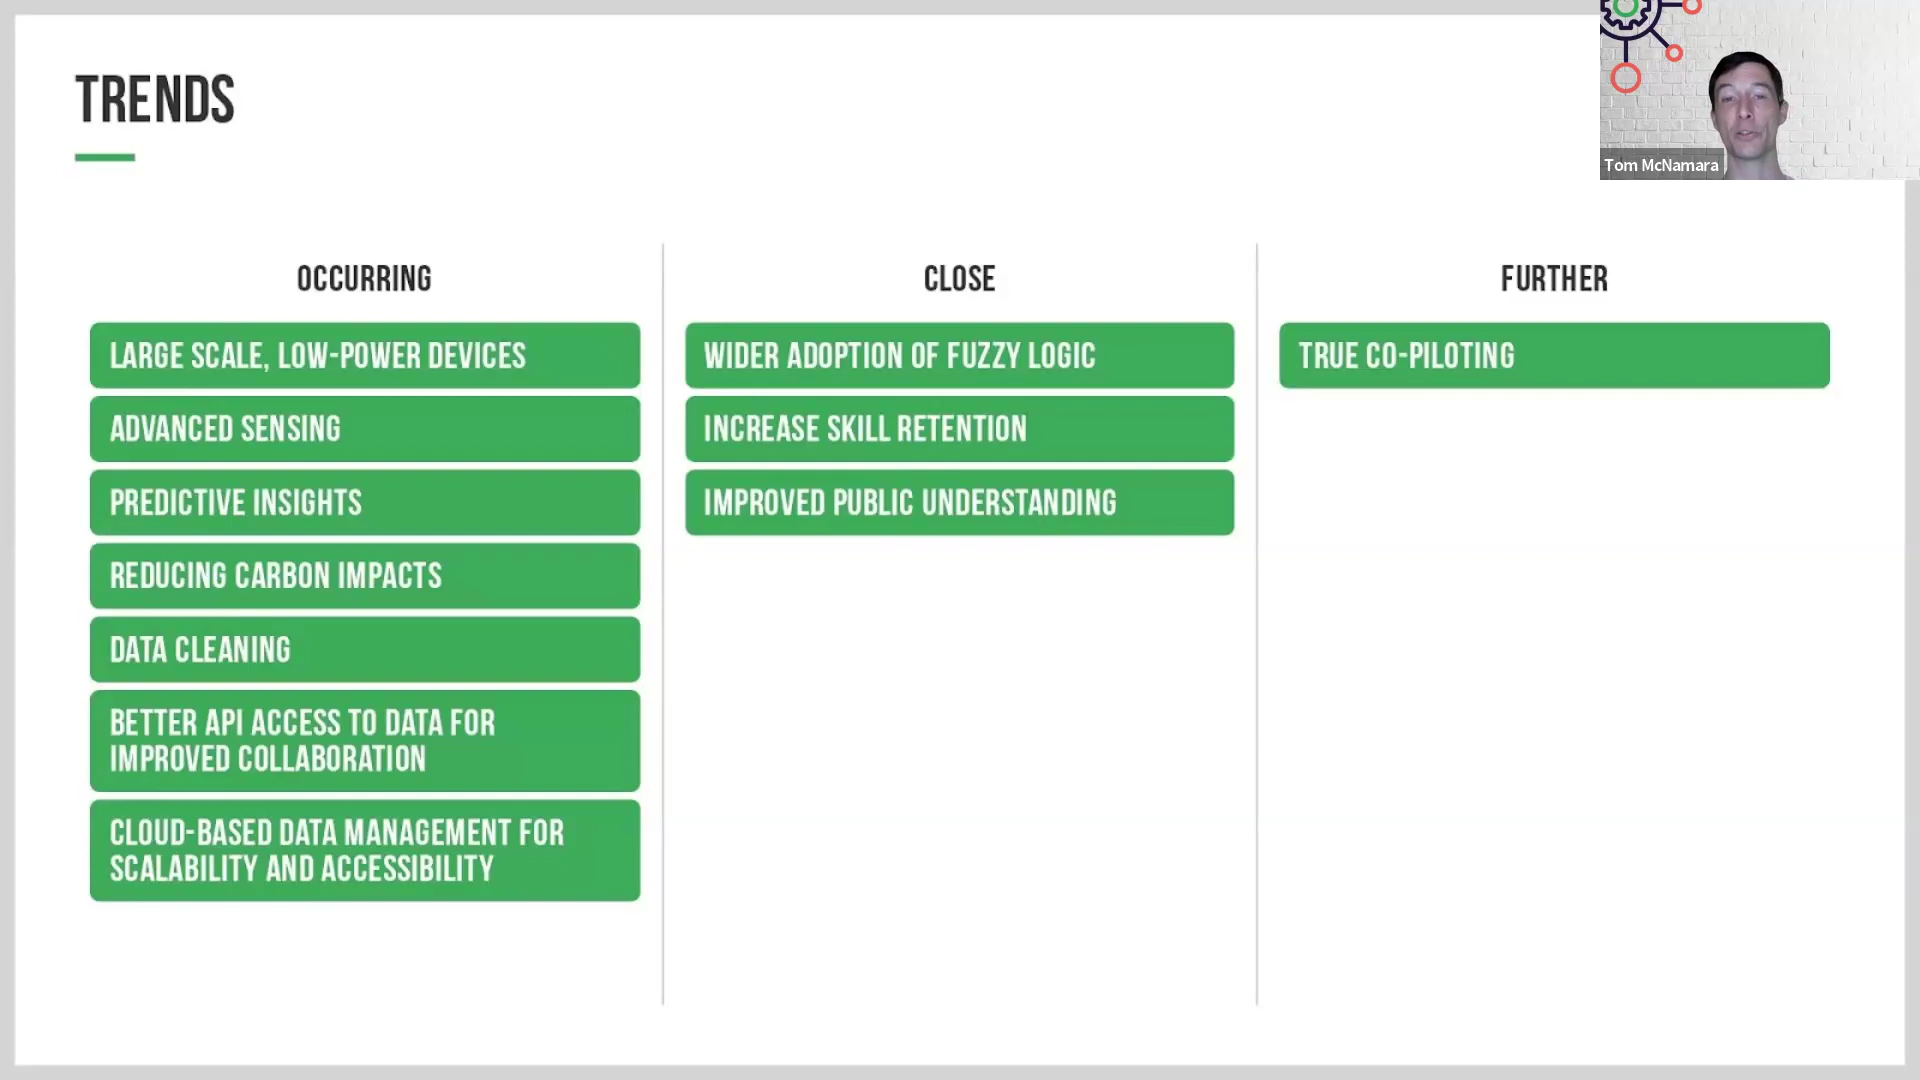 TRENDS
Tom McNamara
OCCURRING
LARGE SCALE, LOW-POWER DEVICES
ADVANCED SENSING
PREDICTIVE INSIGHTS
REDUCING CARBON IMPACTS
DATA CLEANING
BETTER API ACCESS TO DATA FOR
IMPROVED COLLABORATION
CLOUD-BASED DATA MANAGEMENT FOR
SCALABILITY AND ACCESSIBILITY
CLOSE
WIDER ADOPTION OF FUZZY LOGIC
INCREASE SKILL RETENTION
IMPROVED PUBLIC UNDERSTANDING
FURTHER
TRUE CO-PILOTING